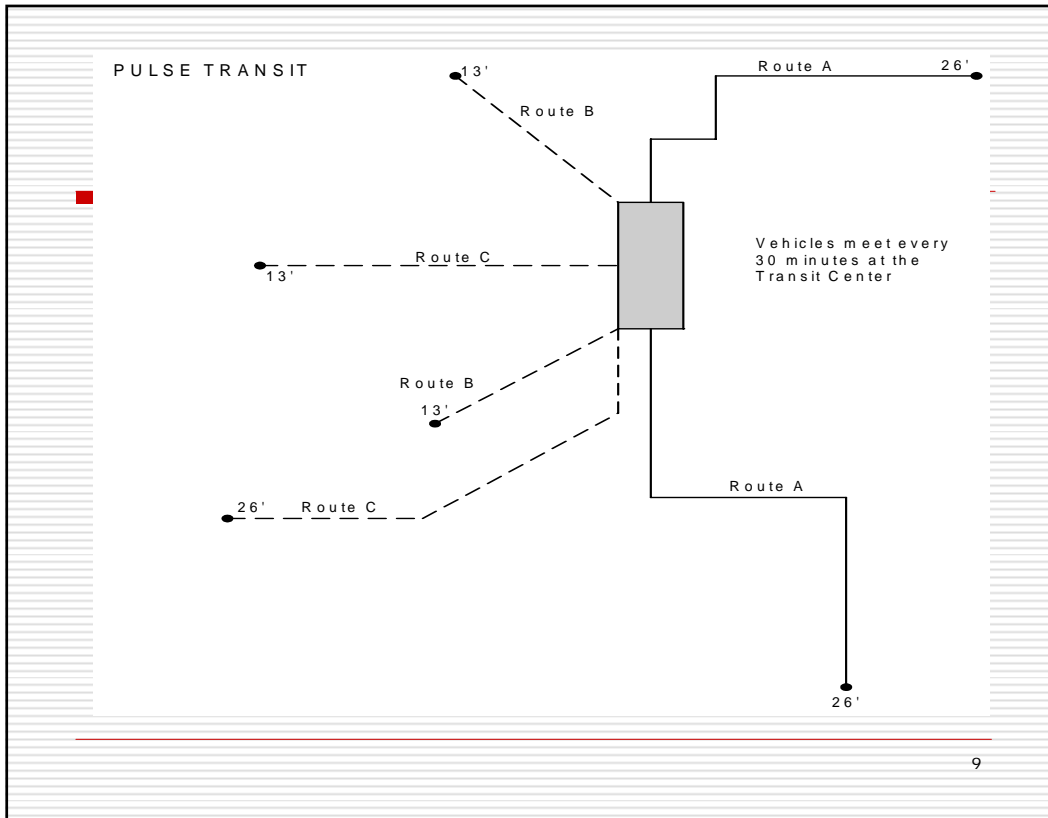 PULSE TRANSIT
13'
Route A
26'
Route B
Vehicles meet every
30 minutes at the
Transit Center
Route C
13'
Route B
13'
Route A
26'
Route C
26'
9